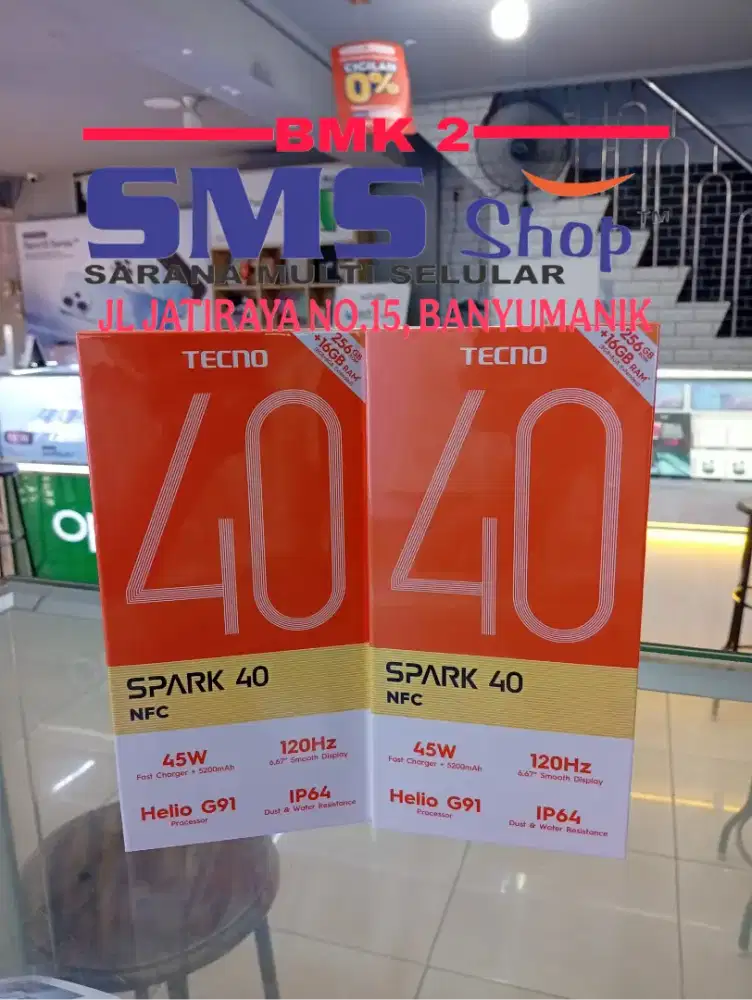 CICILAN
0%
BMK 2
SMS Shop™
SARANA MULTI SELULAR
JL JATIRAYA NO.15, BANYUMANIK
TECNO
256GB
+16GB RAM*
40
SPARK 40
NFC
45W
Fast Charger + 5200mAh
120Hz
6.67" Smooth Display
Helio G91
Processor
IP64
Dust & Water Resistance
TECNO
256GB
+16GB RAM*
40
SPARK 40
NFC
45W
Fast Charger + 5200mAh
120Hz
6.67" Smooth Display
Helio G91
Processor
IP64
Dust & Water Resistance